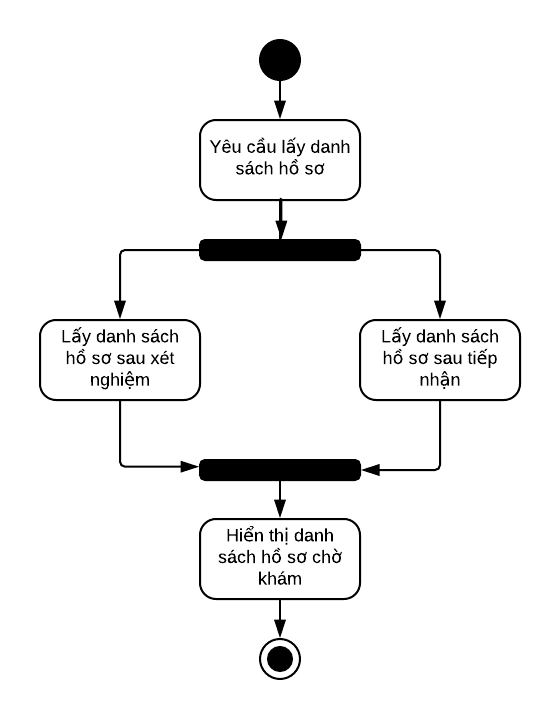 Yêu cầu lấy danh
sách hồ sơ
Lấy danh sách
hồ sơ sau xét
nghiệm
Lấy danh sách
hồ sơ sau tiếp
nhận
Hiển thị danh
sách hồ sơ chờ
khám